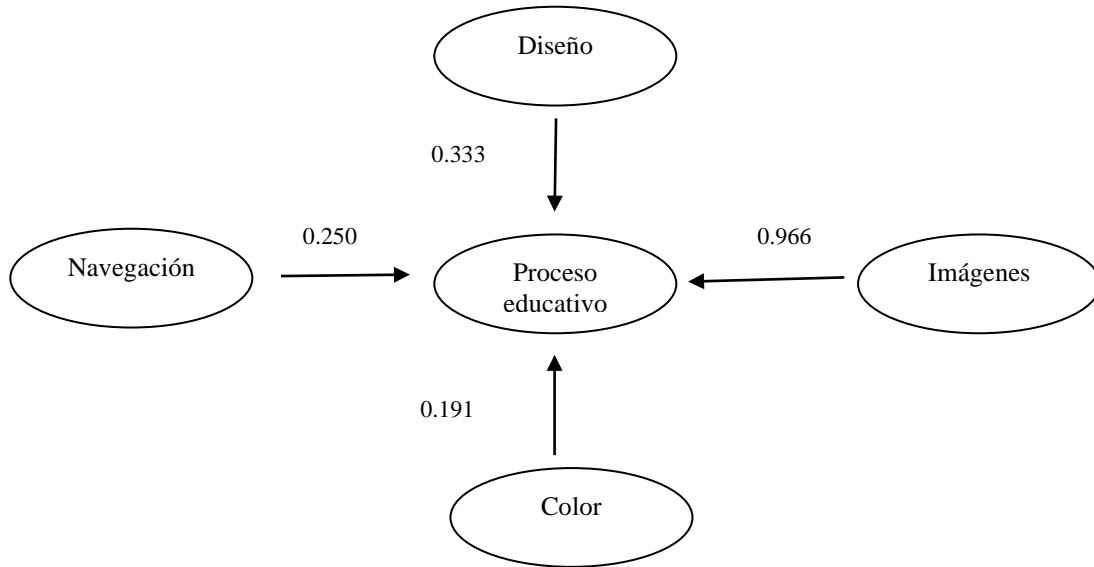 Diseño
0.333
Navegación
0.250
Proceso
educativo
0.966
Imágenes
0.191
Color